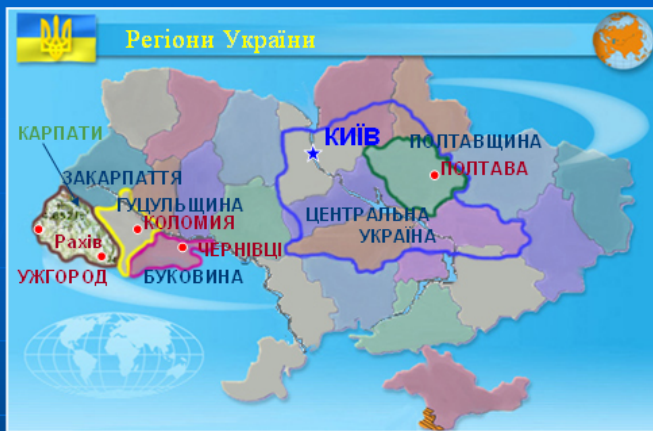 Регіони України
КИЇВ
КАРПАТИ
ПОЛТАВЩИНА
ПОЛТАВА
ЗАКАРПАТТЯ
ГУЦУЛЬЩИНА
КОЛОМИЯ
ЦЕНТРАЛЬНА
УКРАЇНА
Рахів
ЧЕРНІВЦІ
УЖГОРОД
БУКОВИНА